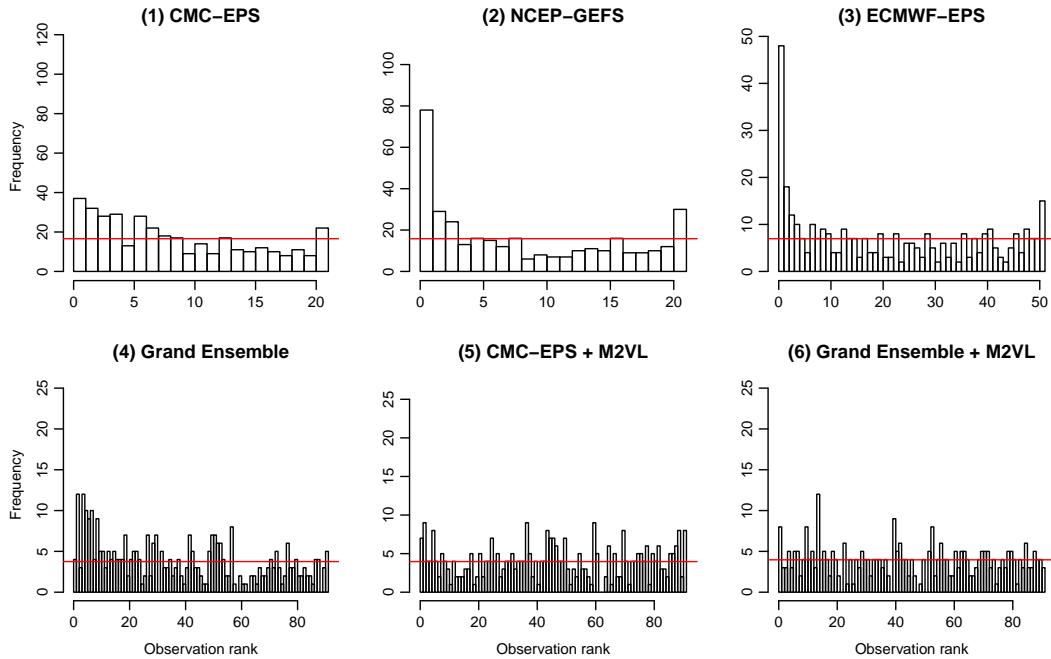 (1) CMC−EPS
Frequency
0 20 40 60 80 100 120
0 5 10 15 20
(2) NCEP−GEFS
0 20 40 60 80 100
0 5 10 15 20
(3) ECMWF−EPS
0 10 20 30 40 50
0 10 20 30 40 50
(4) Grand Ensemble
Frequency
0 5 10 15 20 25
0 20 40 60 80
Observation rank
(5) CMC−EPS + M2VL
0 5 10 15 20 25
0 20 40 60 80
Observation rank
(6) Grand Ensemble + M2VL
0 5 10 15 20 25
0 20 40 60 80
Observation rank